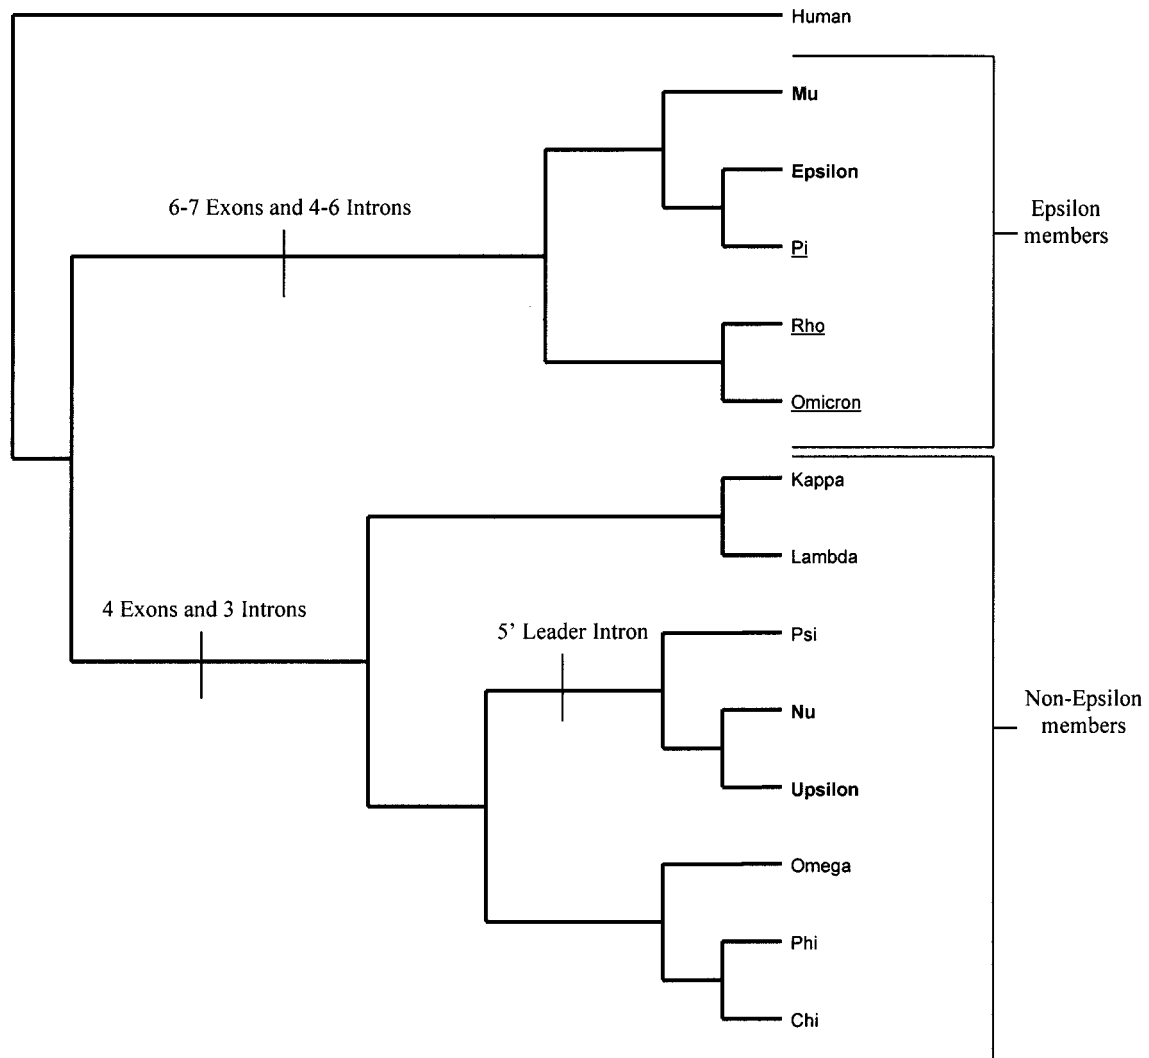 Human
Mu
Epsilon
6-7 Exons and 4-6 Introns
Epsilon
members
Pi
Rho
Omicron
Kappa
Lambda
4 Exons and 3 Introns
5’ Leader Intron
Psi
Non-Epsilon
members
Nu
Upsilon
Omega
Phi
Chi